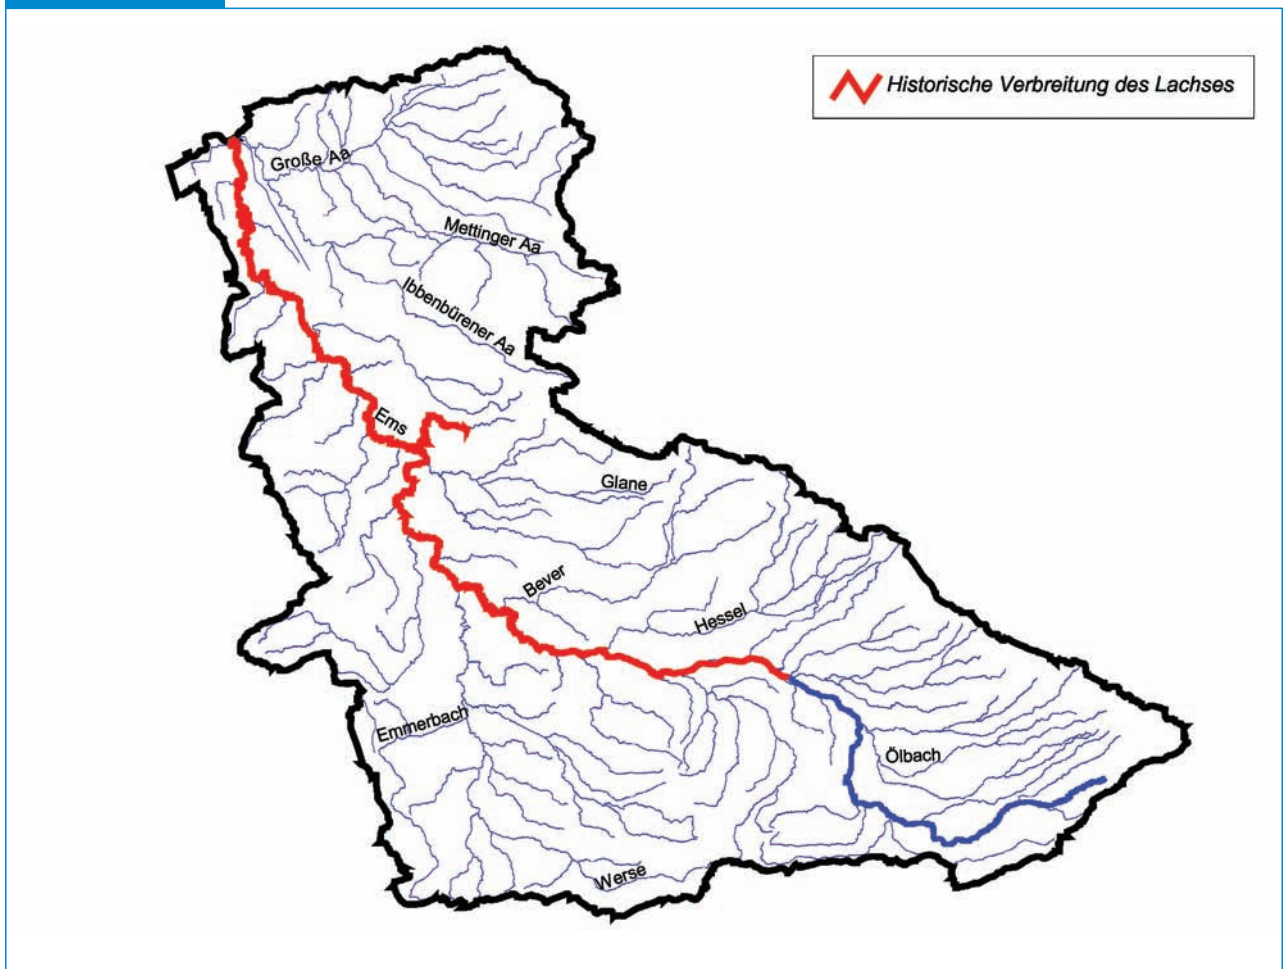 Historische Verbreitung des Lachses
Große Aa
Mettinger Aa
Ibbenbürener Aa
Ems
Glane
Bever
Hessel
Emmerbach
Ölbach
Werse